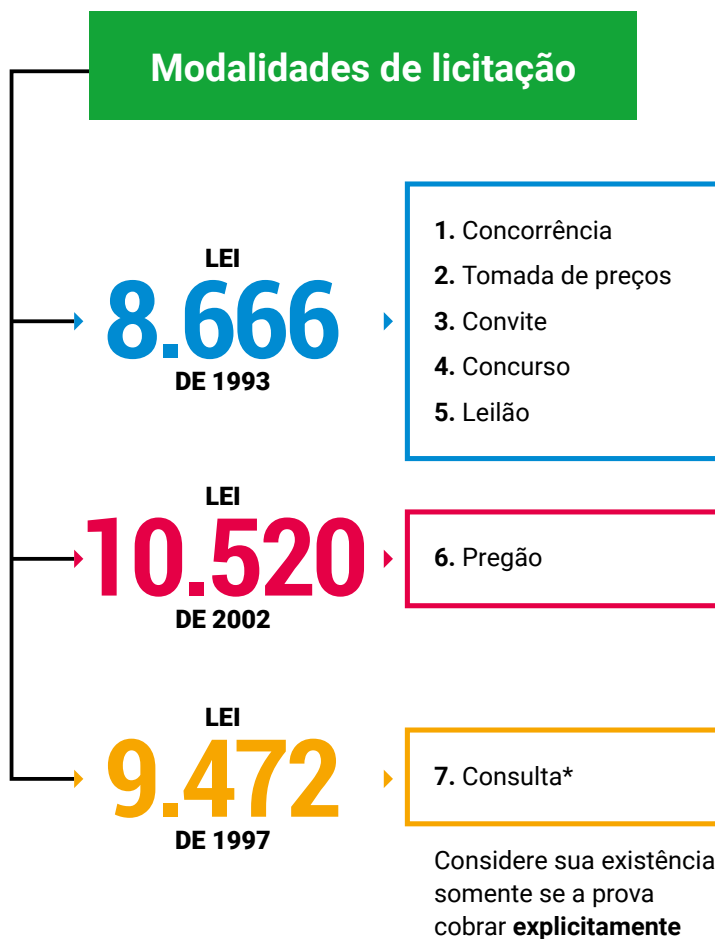 Modalidades de licitação
LEI
8.666
DE 1993
1. Concorrência
2. Tomada de preços
3. Convite
4. Concurso
5. Leilão
LEI
10.520
DE 2002
6. Pregão
LEI
9.472
DE 1997
7. Consulta*
Considere sua existência
somente se a prova
cobrar explicitamente